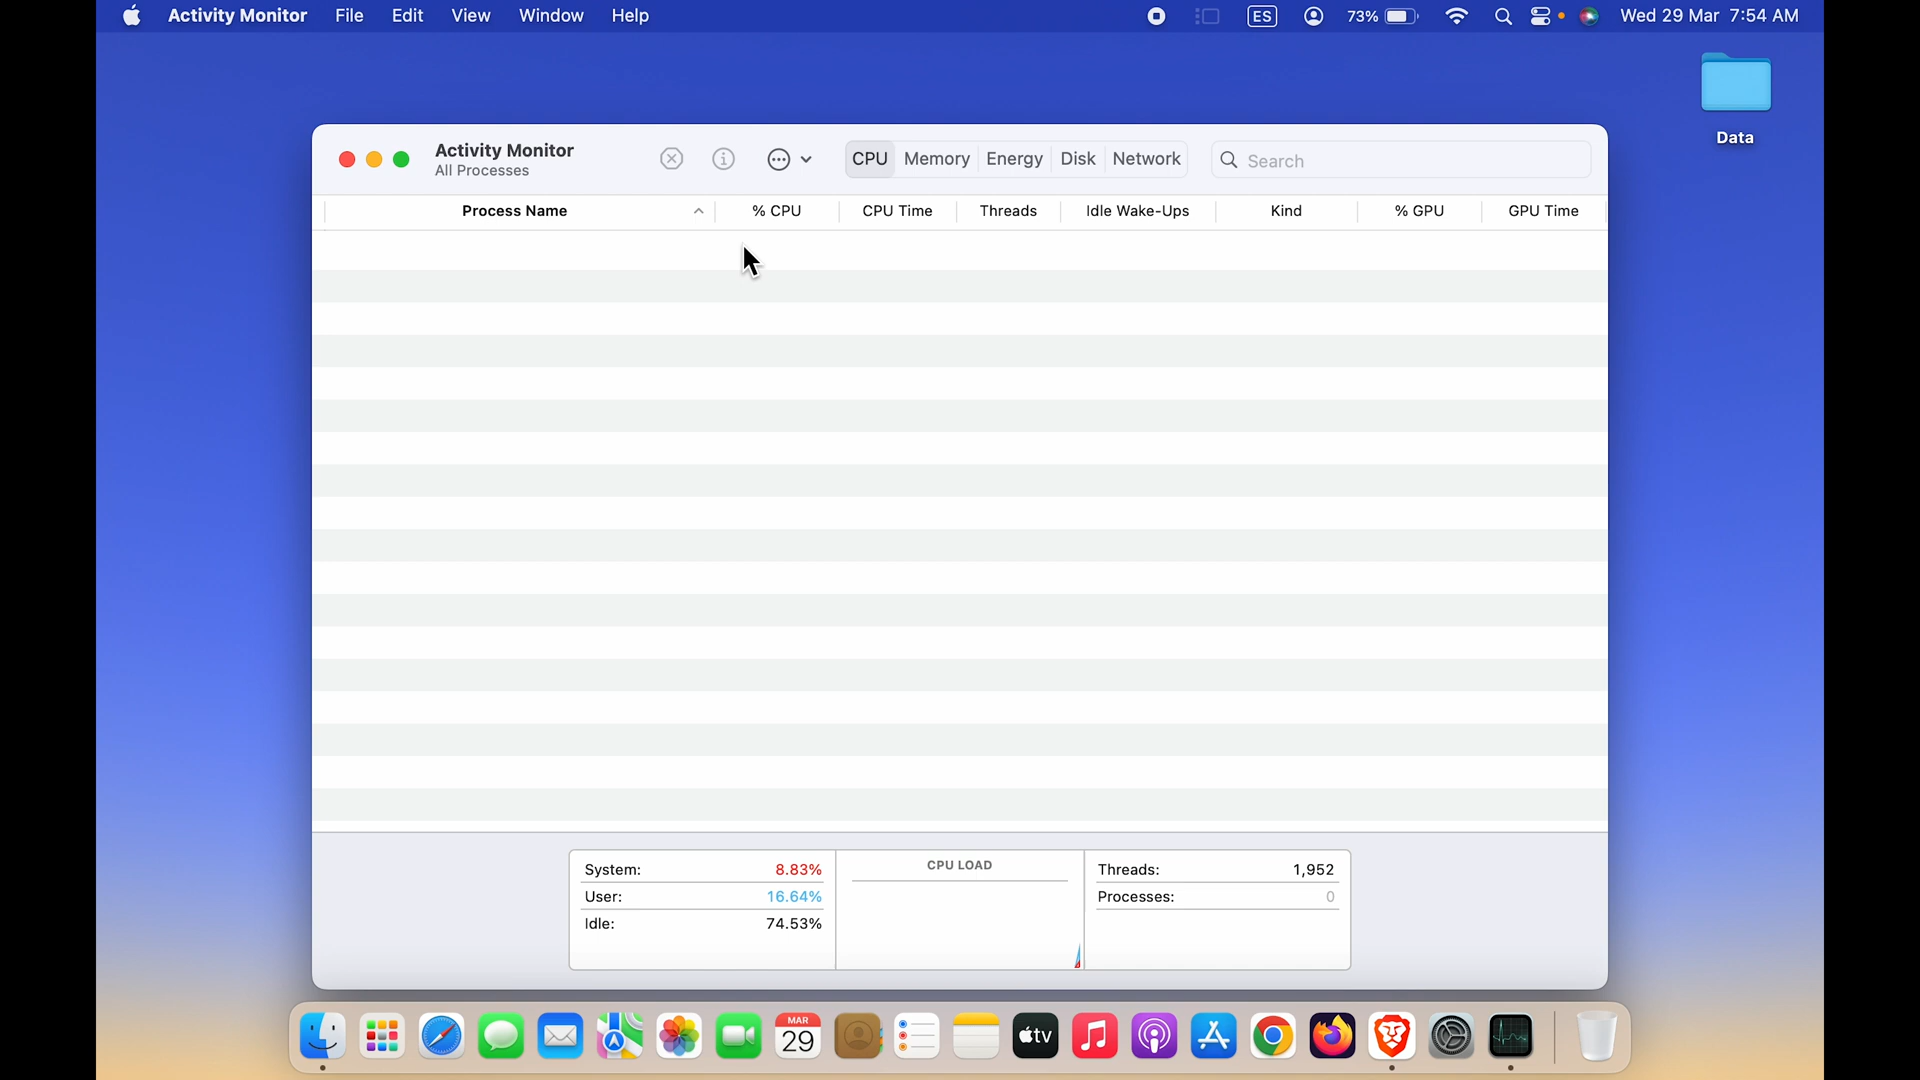 Activity Monitor File Edit View Window Help ES 73% Wed 29 Mar 7:54 AM
Data
Activity Monitor
All Processes
CPU Memory Energy Disk Network Search
Process Name % CPU CPU Time Threads Idle Wake-Ups Kind % GPU GPU Time
System: 8.83%
User: 16.64%
Idle: 74.53%
CPU LOAD
Threads: 1,952
Processes: 0
MAR
29
tv